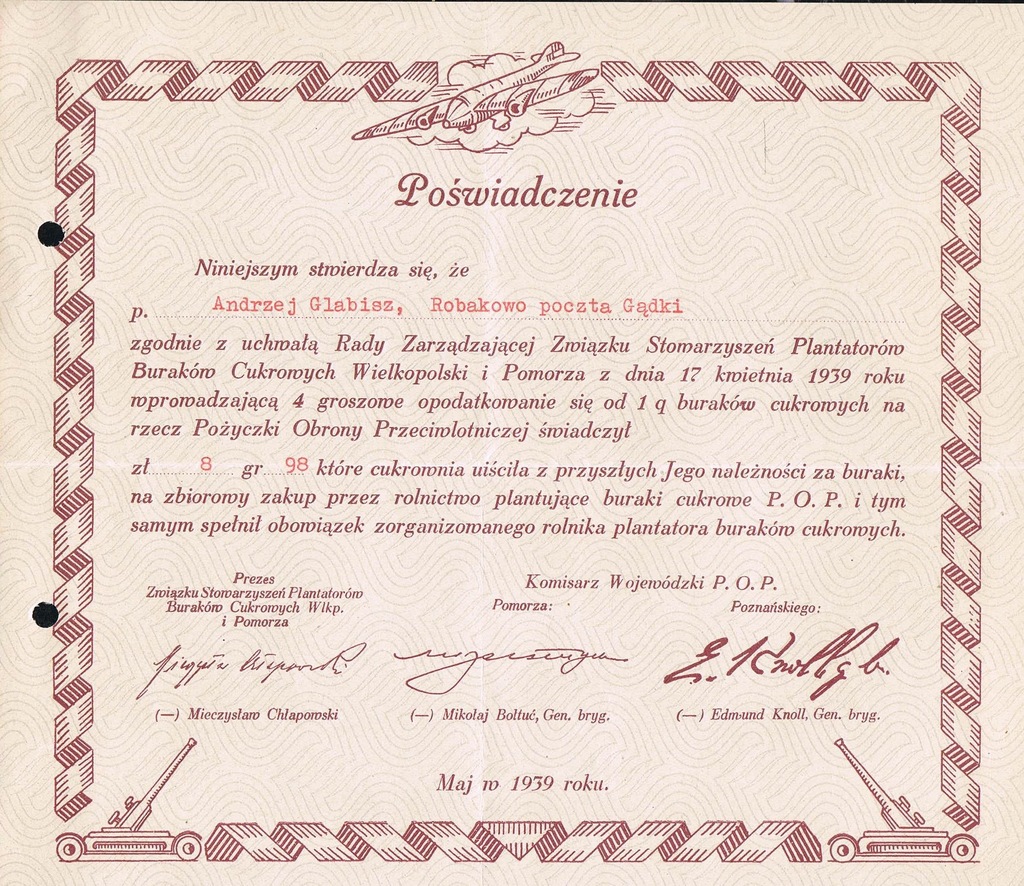 Poświadczenie
Niniejszym stwierdza się, że
p. Andrzej Glabisz, Robakowo poczta Gądki
zgodnie z uchwałą Rady Zarządzającej Związku Stowarzyszeń Plantatorów
Buraków Cukrowych Wielkopolski i Pomorza z dnia 17 kwietnia 1939 roku
wprowadzającą 4 groszowe opodatkowanie się od 1 q buraków cukrowych na
rzecz Pożyczki Obrony Przeciwlotniczej świadczył
zł 8 gr 98 które cukrownia uiściła z przyszłych Jego należności za buraki,
na zbiorowy zakup przez rolnictwo plantujące buraki cukrowe P. O. P. i tym
samym spełnił obowiązek zorganizowanego rolnika plantatora buraków cukrowych.
Prezes
Związku Stowarzyszeń Plantatorów
Buraków Cukrowych Wlkp.
i Pomorza
Komisarz Wojewódzki P. O. P.
Pomorza: Poznańskiego:
E. Knoll, g b.
(—) Mieczysław Chłapowski (—) Mikołaj Bołtuć, Gen. bryg. (—) Edmund Knoll, Gen. bryg.
Maj w 1939 roku.